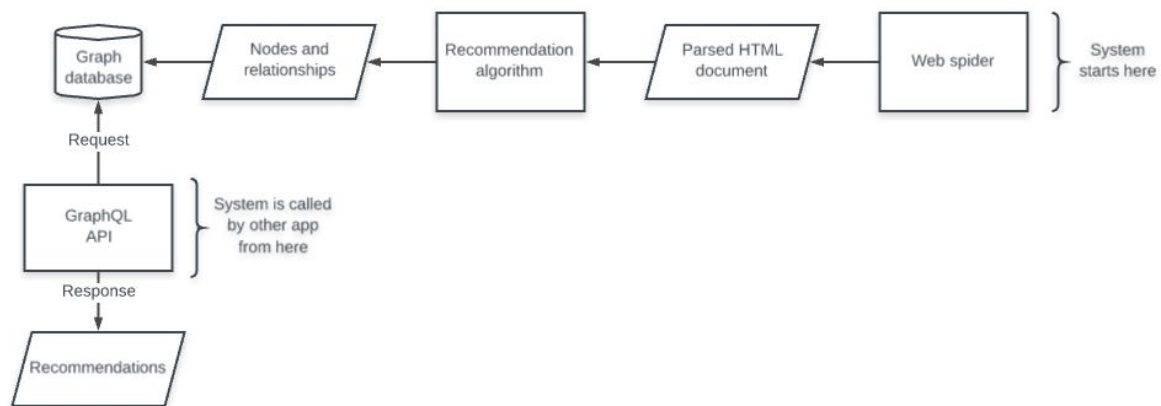 Graph
database
Nodes and
relationships
Recommendation
algorithm
Parsed HTML
document
Web spider
System
starts here
Request
GraphQL
API
System is called
by other app
from here
Response
Recommendations